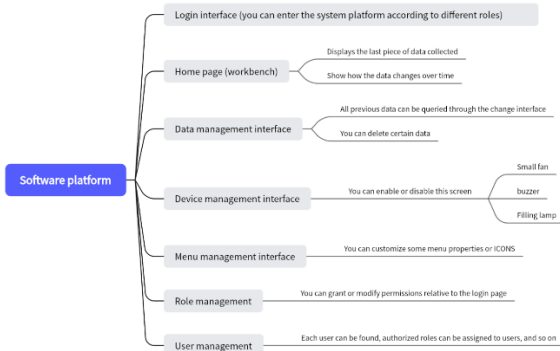 Software platform
Login interface (you can enter the system platform according to different roles)
Home page (workbench)
Displays the last piece of data collected
Show how the data changes over time
Data management interface
All previous data can be queried through the change interface
You can delete certain data
Device management interface
You can enable or disable this screen
Small fan
buzzer
Filling lamp
Menu management interface
You can customize some menu properties or ICONS
Role management
You can grant or modify permissions relative to the login page
User management
Each user can be found, authorized roles can be assigned to users, and so on